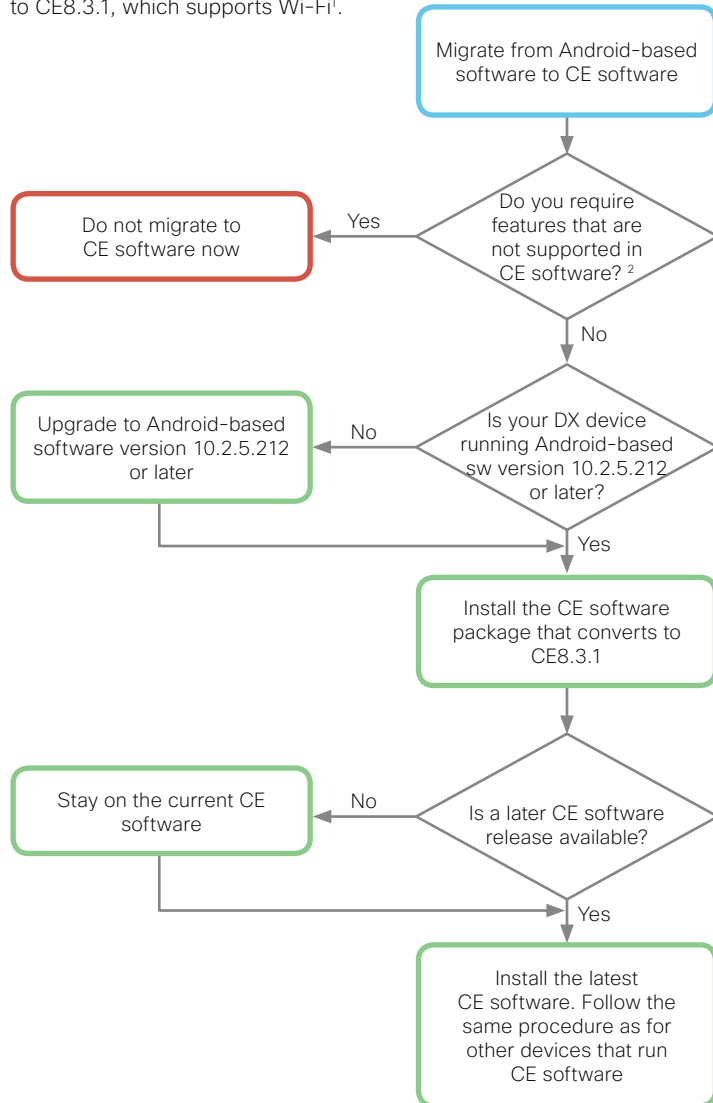 to CE8.3.1, which supports Wi-Fi¹.
Migrate from Android-based
software to CE software
Do you require
features that are
not supported in
CE software? ²
Yes
Do not migrate to
CE software now
No
Is your DX device
running Android-based
sw version 10.2.5.212
or later?
No
Upgrade to Android-based
software version 10.2.5.212
or later
Yes
Install the CE software
package that converts to
CE8.3.1
Is a later CE software
release available?
No
Stay on the current CE
software
Yes
Install the latest
CE software. Follow the
same procedure as for
other devices that run
CE software